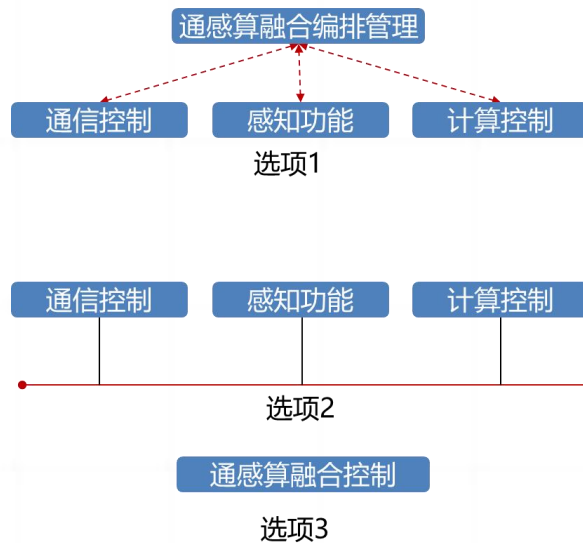 通感算融合编排管理
通信控制 感知功能 计算控制
选项1
通信控制 感知功能 计算控制
选项2
通感算融合控制
选项3